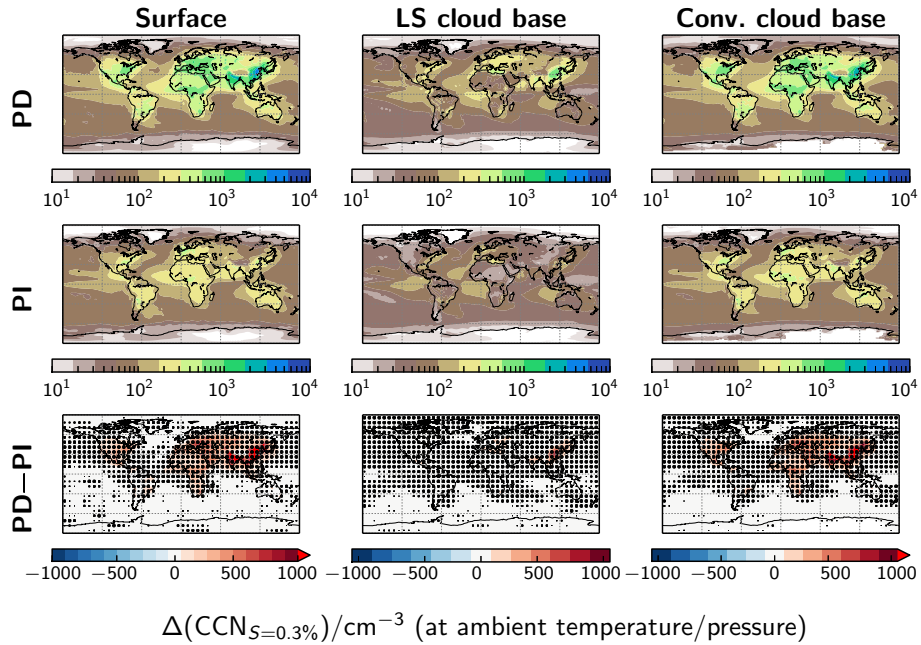 Surface LS cloud base Conv. cloud base
PD
10¹ 10² 10³ 10⁴ 10¹ 10² 10³ 10⁴ 10¹ 10² 10³ 10⁴
PI
10¹ 10² 10³ 10⁴ 10¹ 10² 10³ 10⁴ 10¹ 10² 10³ 10⁴
PD−PI
−1000 −500 0 500 1000 −1000 −500 0 500 1000 −1000 −500 0 500 1000
Δ(CCN_{S=0.3%})/cm⁻³ (at ambient temperature/pressure)